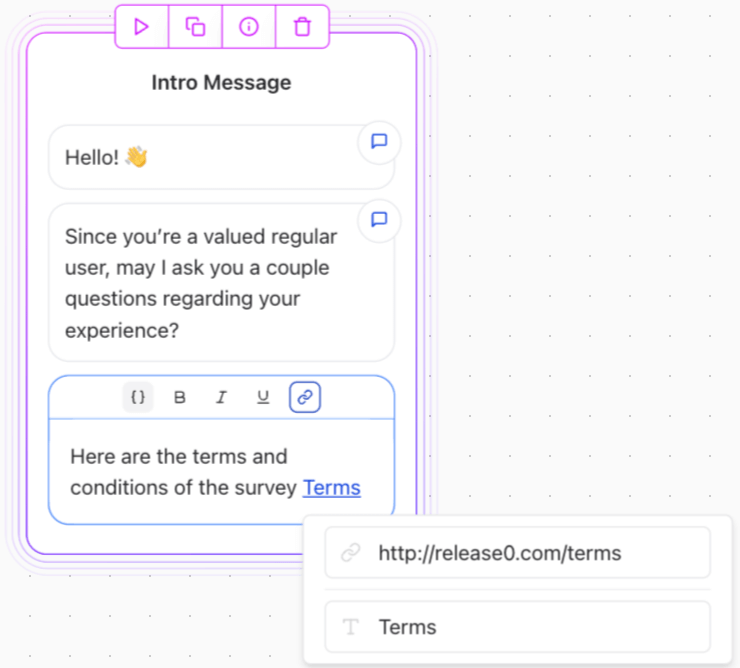 Intro Message
Hello! 👋
Since you’re a valued regular
user, may I ask you a couple
questions regarding your
experience?
{} B I U
Here are the terms and
conditions of the survey Terms
http://release0.com/terms
T Terms